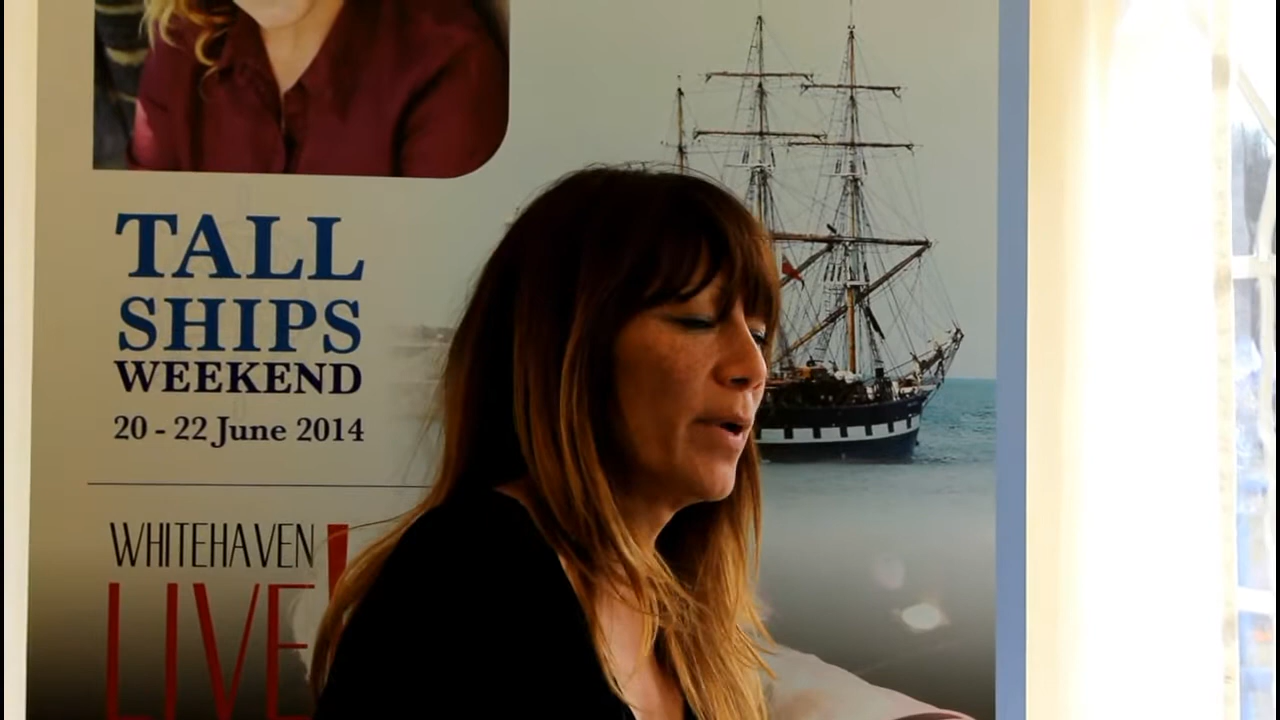 TALL
SHIPS
WEEKEND
20 - 22 June 2014
WHITEHAVEN
LIVE!